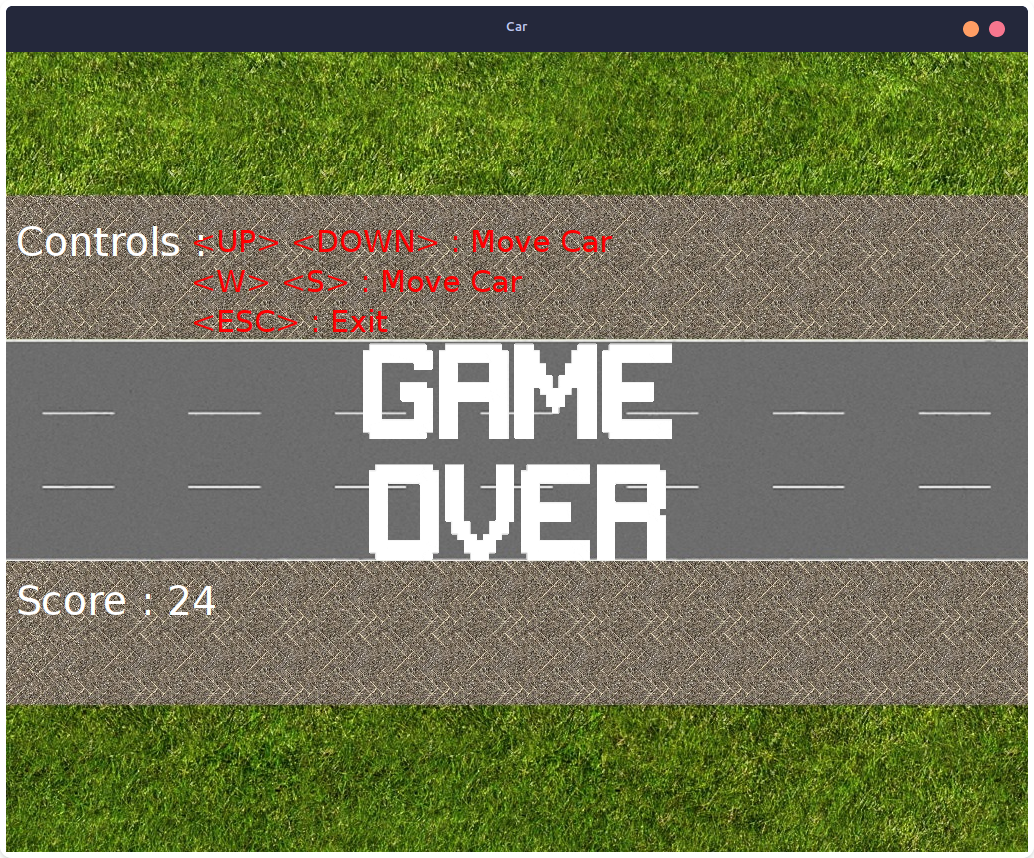 Car
Controls : <UP> <DOWN> : Move Car
<W> <S> : Move Car
<ESC> : Exit
GAME
OVER
Score : 24